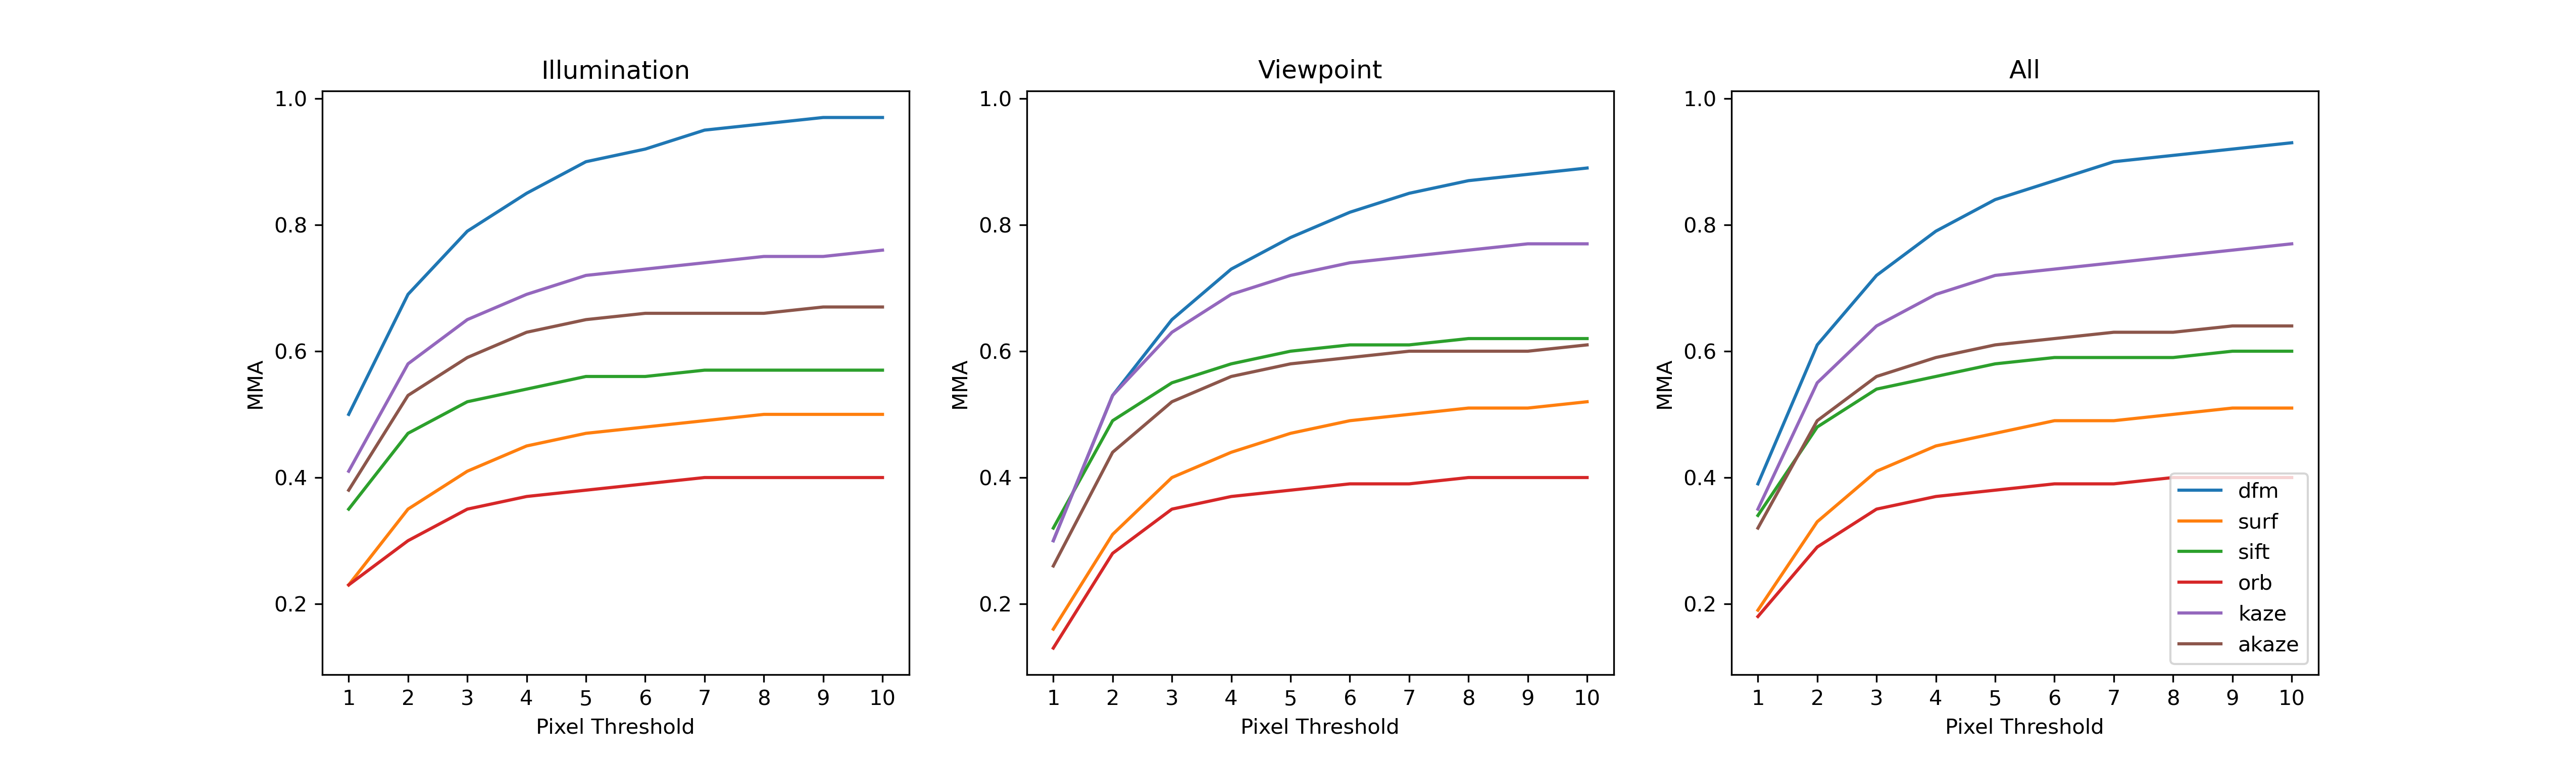 Illumination
1.0
0.8
0.6
0.4
0.2
MMA
1 2 3 4 5 6 7 8 9 10
Pixel Threshold
Viewpoint
1.0
0.8
0.6
0.4
0.2
MMA
1 2 3 4 5 6 7 8 9 10
Pixel Threshold
All
1.0
0.8
0.6
0.4
0.2
MMA
dfm
surf
sift
orb
kaze
akaze
1 2 3 4 5 6 7 8 9 10
Pixel Threshold